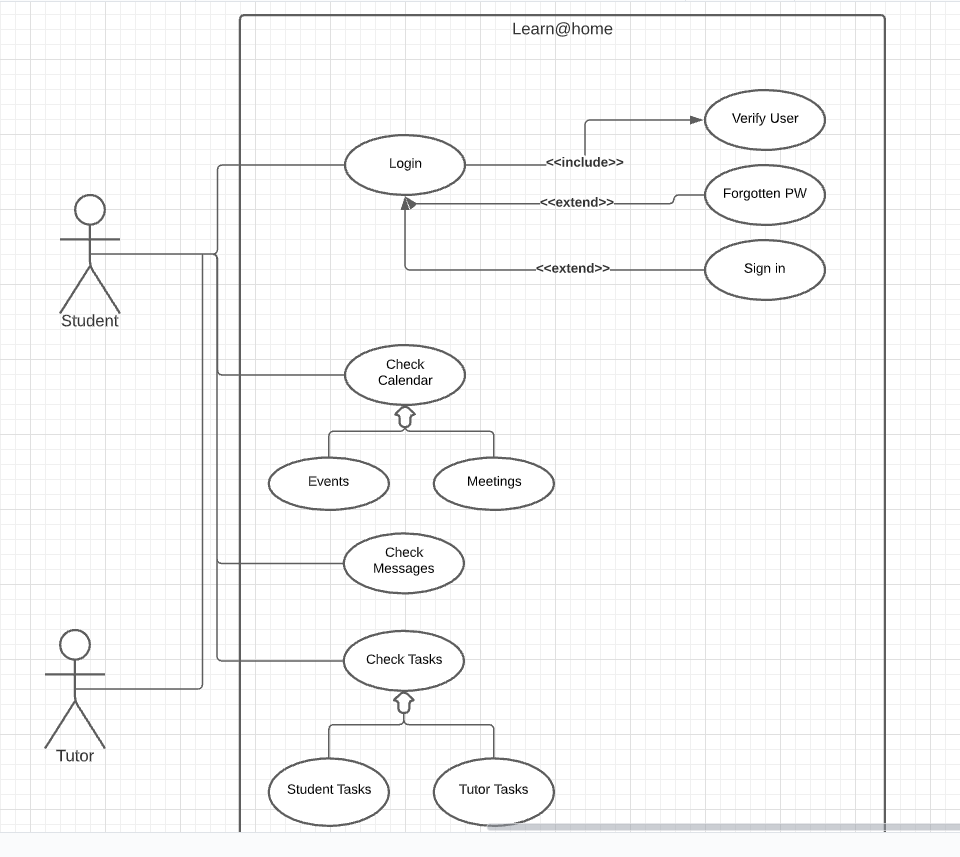 Learn@home
Verify User
Login
<<include>>
Forgotten PW
<<extend>>
Sign in
<<extend>>
Student
Check
Calendar
Events
Meetings
Check
Messages
Check Tasks
Tutor
Student Tasks
Tutor Tasks